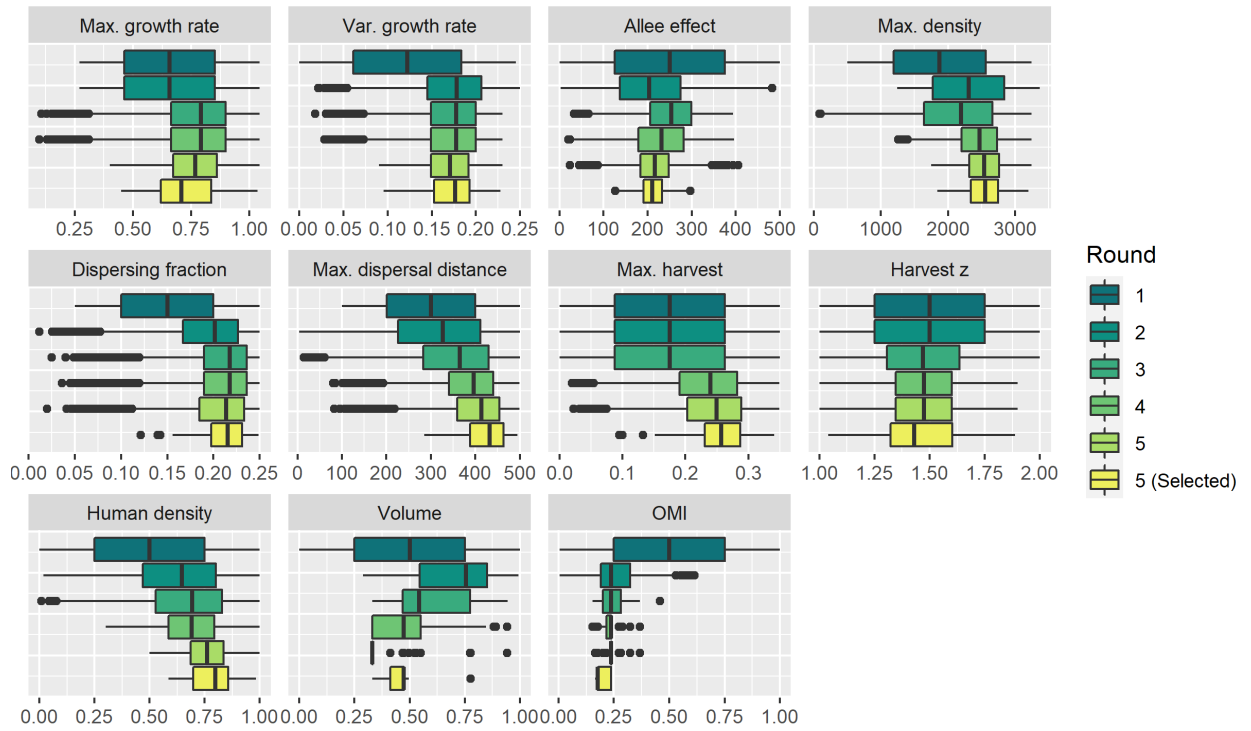 Max. growth rate
Var. growth rate
Allee effect
Max. density
0.25 0.50 0.75 1.00
0.00 0.05 0.10 0.15 0.20 0.25
0 100 200 300 400 500
0 1000 2000 3000
Dispersing fraction
Max. dispersal distance
Max. harvest
Harvest z
0.00 0.05 0.10 0.15 0.20 0.25
0 100 200 300 400 500
0.0 0.1 0.2 0.3
1.00 1.25 1.50 1.75 2.00
Human density
Volume
OMI
0.00 0.25 0.50 0.75 1.00
0.00 0.25 0.50 0.75 1.00
0.00 0.25 0.50 0.75 1.00
Round
1
2
3
4
5
5 (Selected)